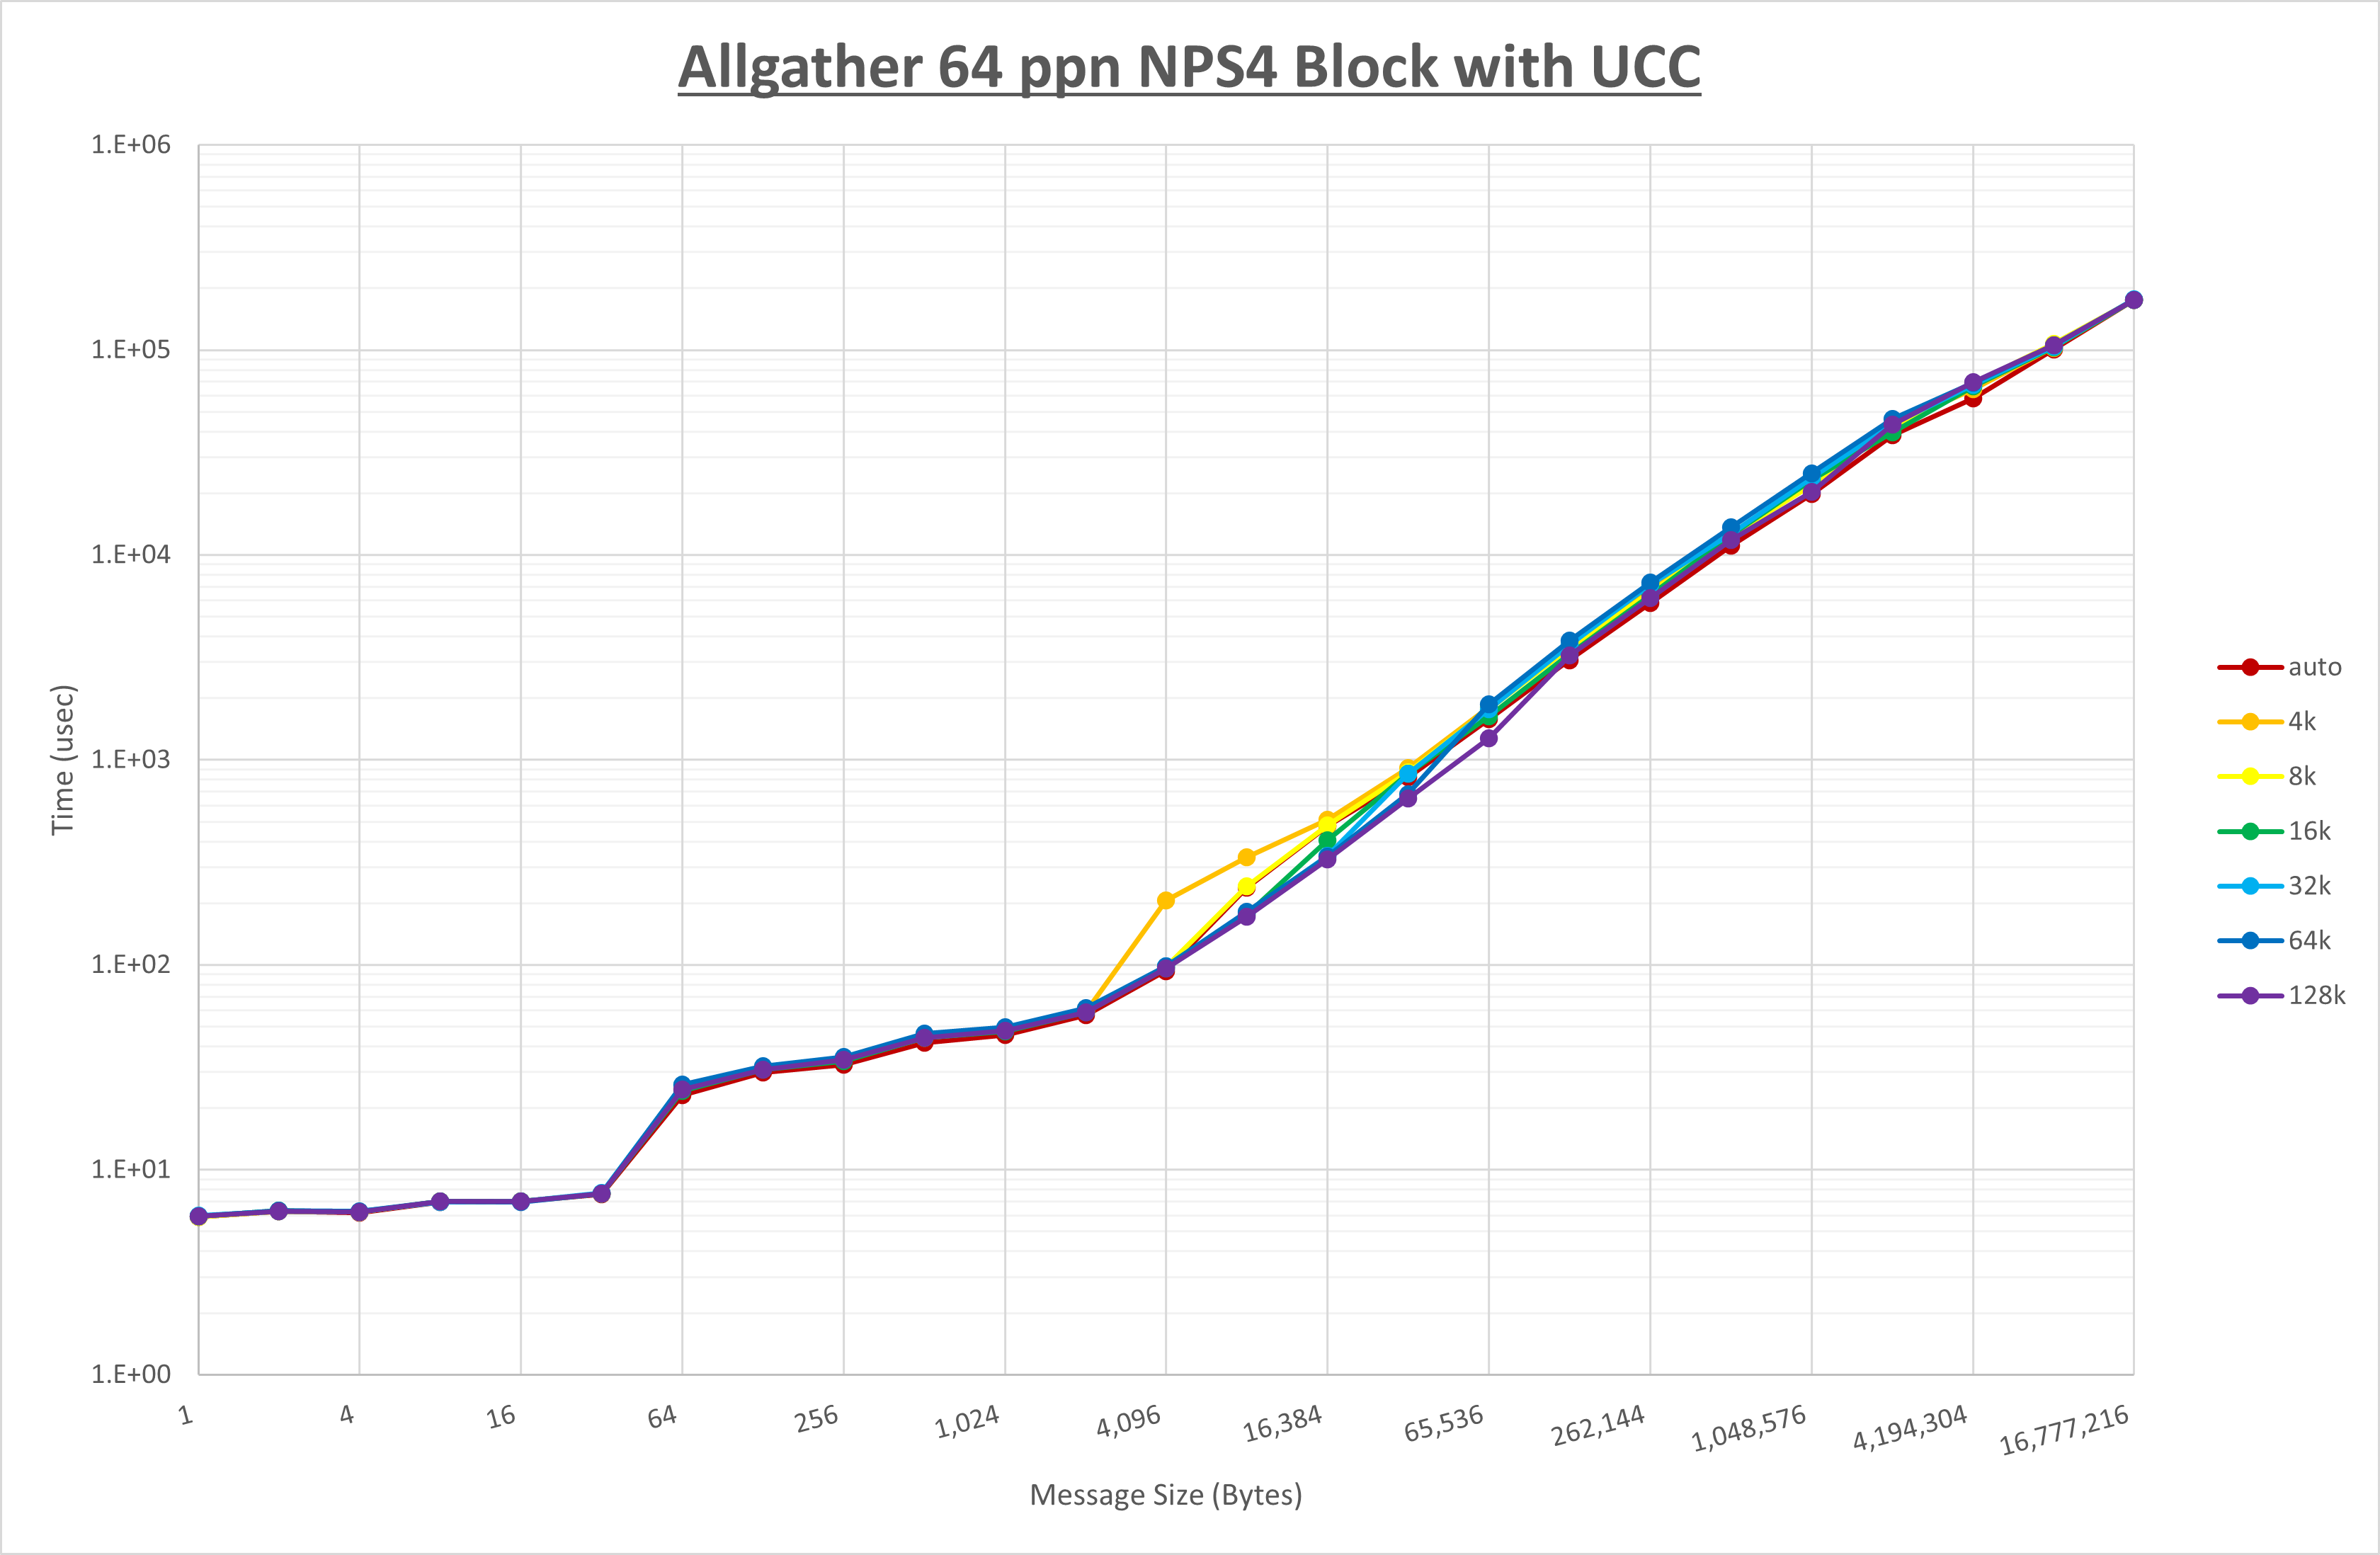 Allgather 64 ppn NPS4 Block with UCC
1.E+06
1.E+05
1.E+04
1.E+03
1.E+02
1.E+01
1.E+00
Time (usec)
1
4
16
64
256
1,024
4,096
16,384
65,536
262,144
1,048,576
4,194,304
16,777,216
Message Size (Bytes)
auto
4k
8k
16k
32k
64k
128k